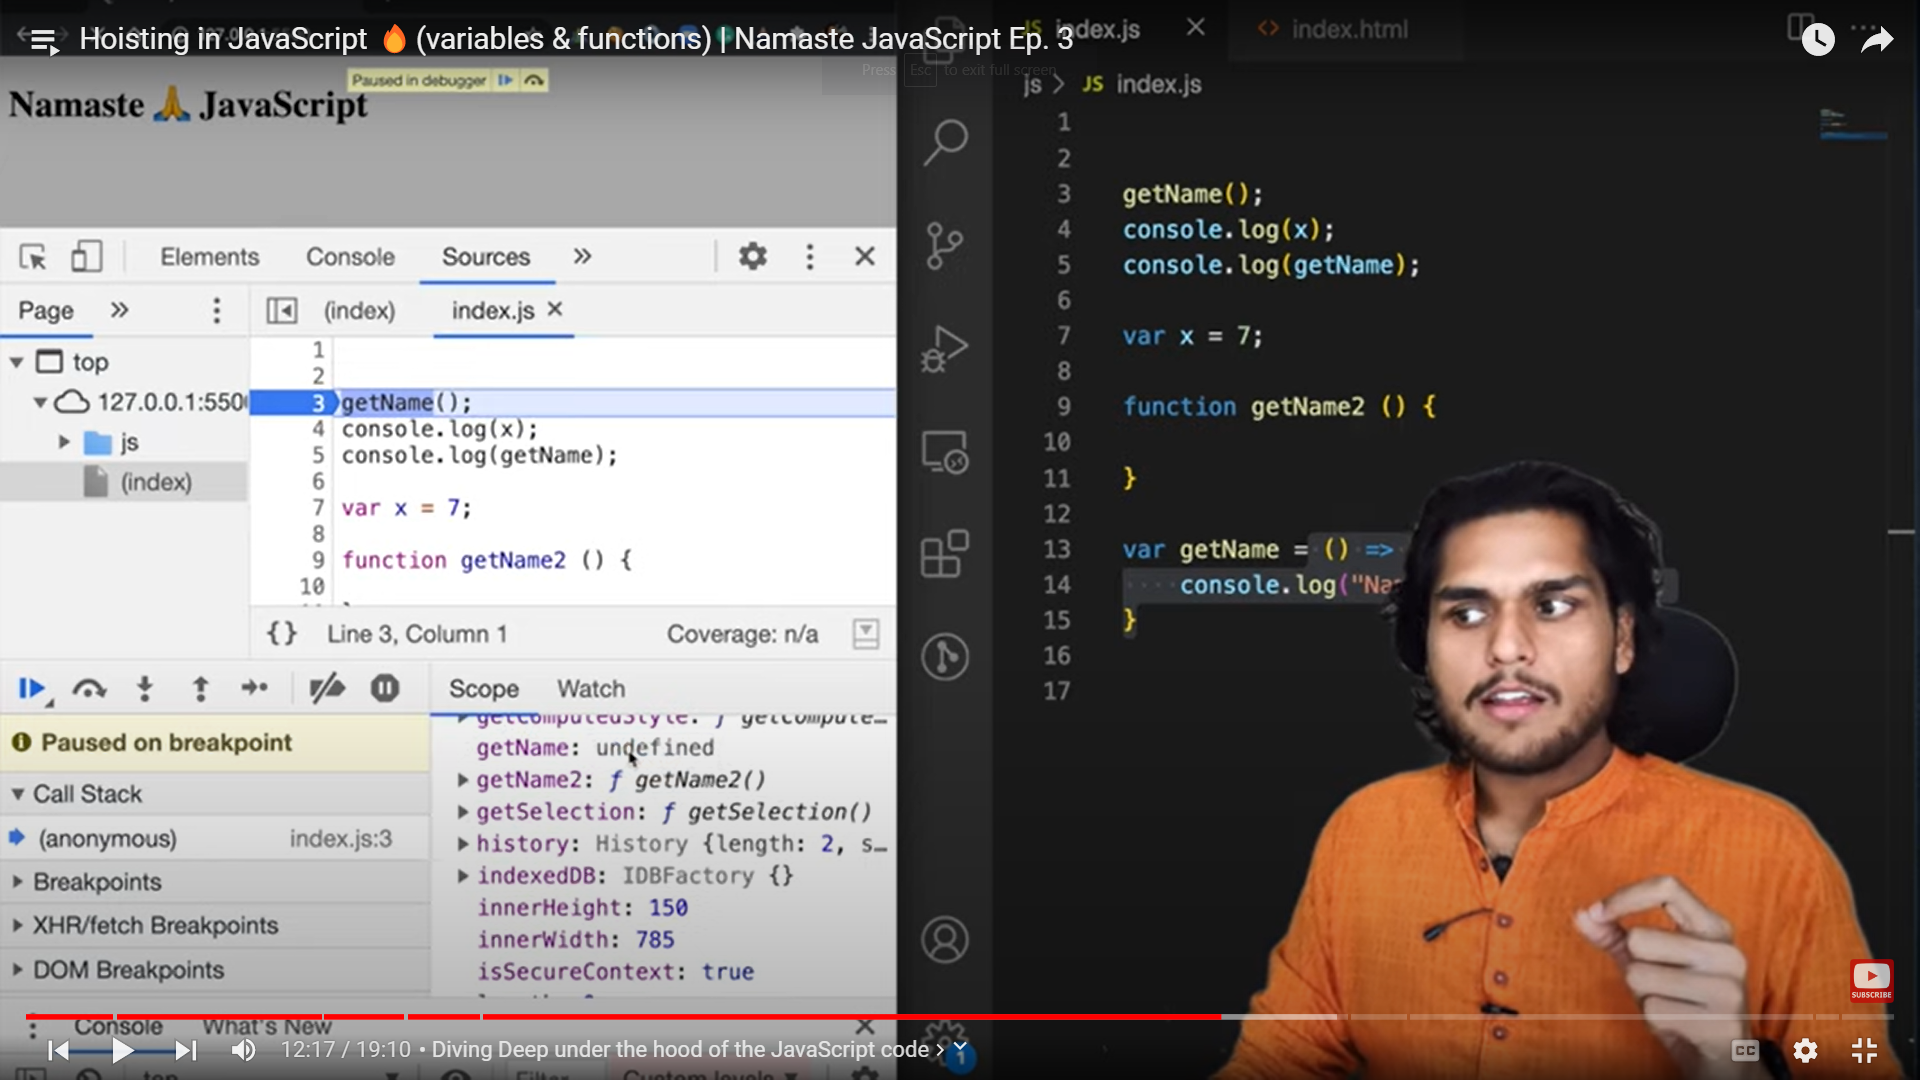 Hoisting in JavaScript 🔥 (variables & functions) | Namaste JavaScript Ep. 3
Press Esc to exit full screen
Paused in debugger
Namaste 🙏 JavaScript
Elements Console Sources »
Page »
(index) index.js ×
top
127.0.0.1:550
js
(index)
1
2
3 getName();
4 console.log(x);
5 console.log(getName);
6
7 var x = 7;
8
9 function getName2 () {
10
{} Line 3, Column 1 Coverage: n/a
Scope Watch
Paused on breakpoint
Call Stack
(anonymous) index.js:3
Breakpoints
XHR/fetch Breakpoints
DOM Breakpoints
getComputedStyle: ƒ getCompute…
getName: undefined
getName2: ƒ getName2()
getSelection: ƒ getSelection()
history: History {length: 2, s…
indexedDB: IDBFactory {}
innerHeight: 150
innerWidth: 785
isSecureContext: true
Console What's New
top Filter Custom levels
JS index.js × <> index.html
js > JS index.js
1
2
3 getName();
4 console.log(x);
5 console.log(getName);
6
7 var x = 7;
8
9 function getName2 () {
10
11 }
12
13 var getName = () =>
14 console.log("Na
15 }
16
17
SUBSCRIBE
12:17 / 19:10 • Diving Deep under the hood of the JavaScript code >
1
CC